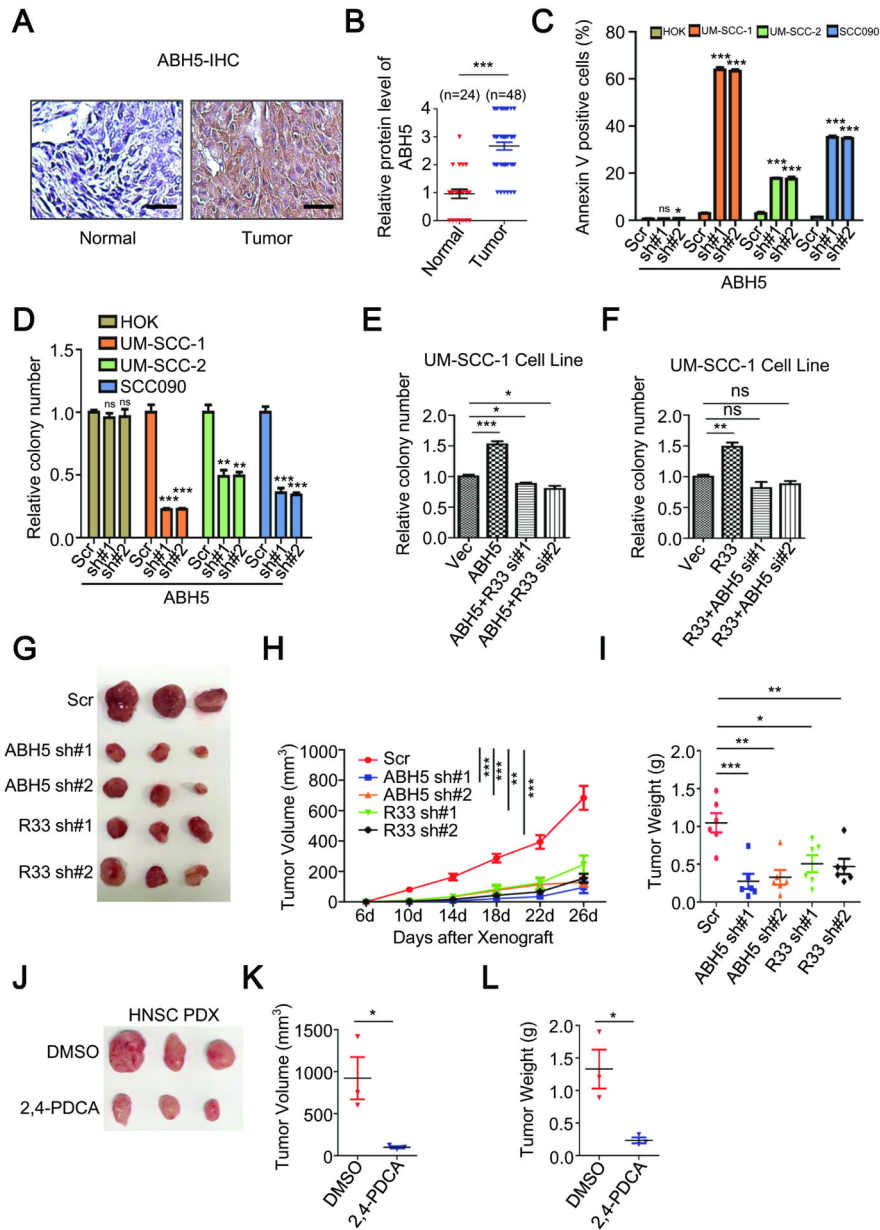 A
ABH5-IHC
Normal
Tumor
B
Relative protein level of
ABH5
***
(n=24)
(n=48)
5
4
3
2
1
0
Normal
Tumor
C
Annexin V positive cells (%)
HOK
UM-SCC-1
UM-SCC-2
SCC090
80
60
40
20
0
ns
*
***
***
***
***
***
***
Scr
sh#1
sh#2
Scr
sh#1
sh#2
Scr
sh#1
sh#2
Scr
sh#1
sh#2
ABH5
D
HOK
UM-SCC-1
UM-SCC-2
SCC090
Relative colony number
1.5
1.0
0.5
0.0
ns
ns
***
***
**
**
***
***
Scr
sh#1
sh#2
Scr
sh#1
sh#2
Scr
sh#1
sh#2
Scr
sh#1
sh#2
ABH5
E
UM-SCC-1 Cell Line
Relative colony number
2.0
1.5
1.0
0.5
0.0
*
*
***
Vec
ABH5
ABH5+R33 si#1
ABH5+R33 si#2
F
UM-SCC-1 Cell Line
Relative colony number
2.0
1.5
1.0
0.5
0.0
ns
ns
**
Vec
R33
R33+ABH5 si#1
R33+ABH5 si#2
G
Scr
ABH5 sh#1
ABH5 sh#2
R33 sh#1
R33 sh#2
H
Tumor Volume (mm³)
1000
800
600
400
200
0
Scr
ABH5 sh#1
ABH5 sh#2
R33 sh#1
R33 sh#2
***
***
**
***
6d
10d
14d
18d
22d
26d
Days after Xenograft
I
Tumor Weight (g)
2.0
1.5
1.0
0.5
0.0
**
*
**
***
Scr
ABH5 sh#1
ABH5 sh#2
R33 sh#1
R33 sh#2
J
HNSC PDX
DMSO
2,4-PDCA
K
Tumor Volume (mm³)
1500
1000
500
0
*
DMSO
2,4-PDCA
L
Tumor Weight (g)
2.0
1.5
1.0
0.5
0.0
*
DMSO
2,4-PDCA